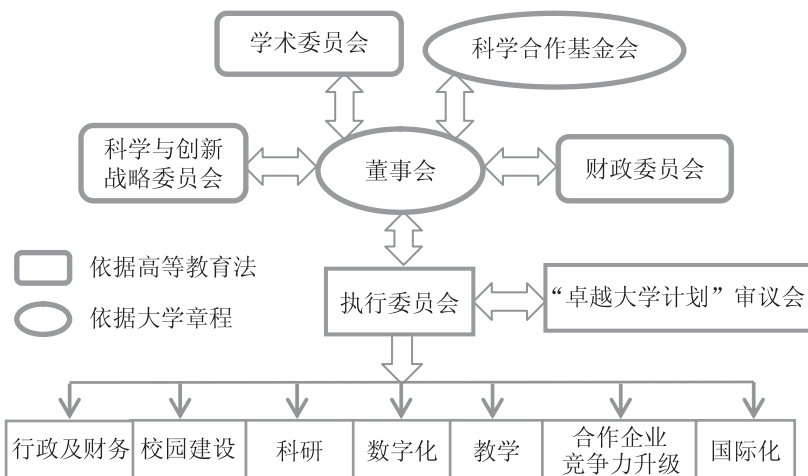 学术委员会
科学合作基金会
科学与创新
战略委员会
董事会
财政委员会
依据高等教育法
依据大学章程
执行委员会
“卓越大学计划”审议会
行政及财务
校园建设
科研
数字化
教学
合作企业
竞争力升级
国际化